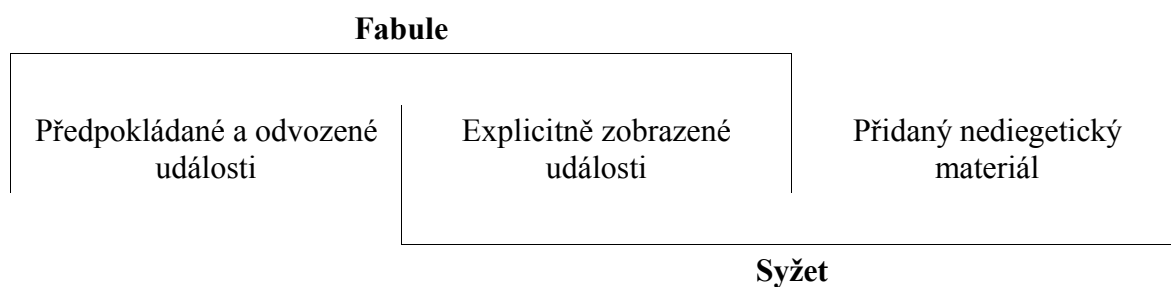 Fabule
Předpokládané a odvozené
události
Explicitně zobrazené
události
Přidaný nediegetický
materiál
Syžet